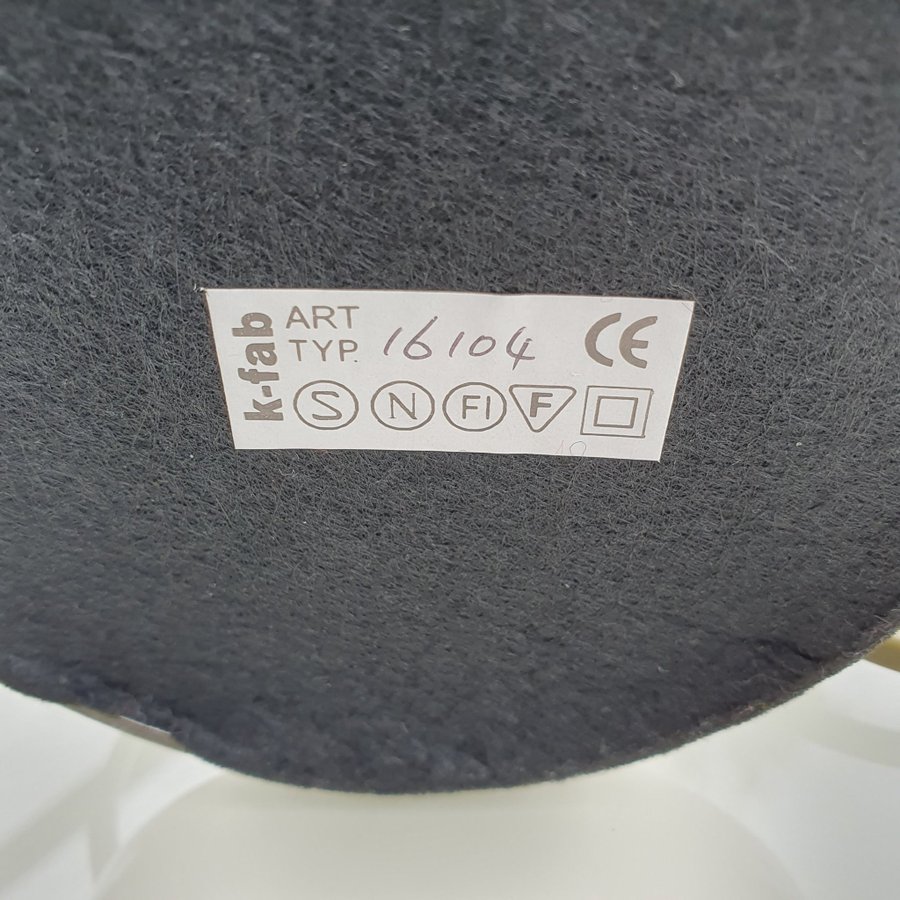 k-fab
ART
TYP. 16104
CE
S N FI F